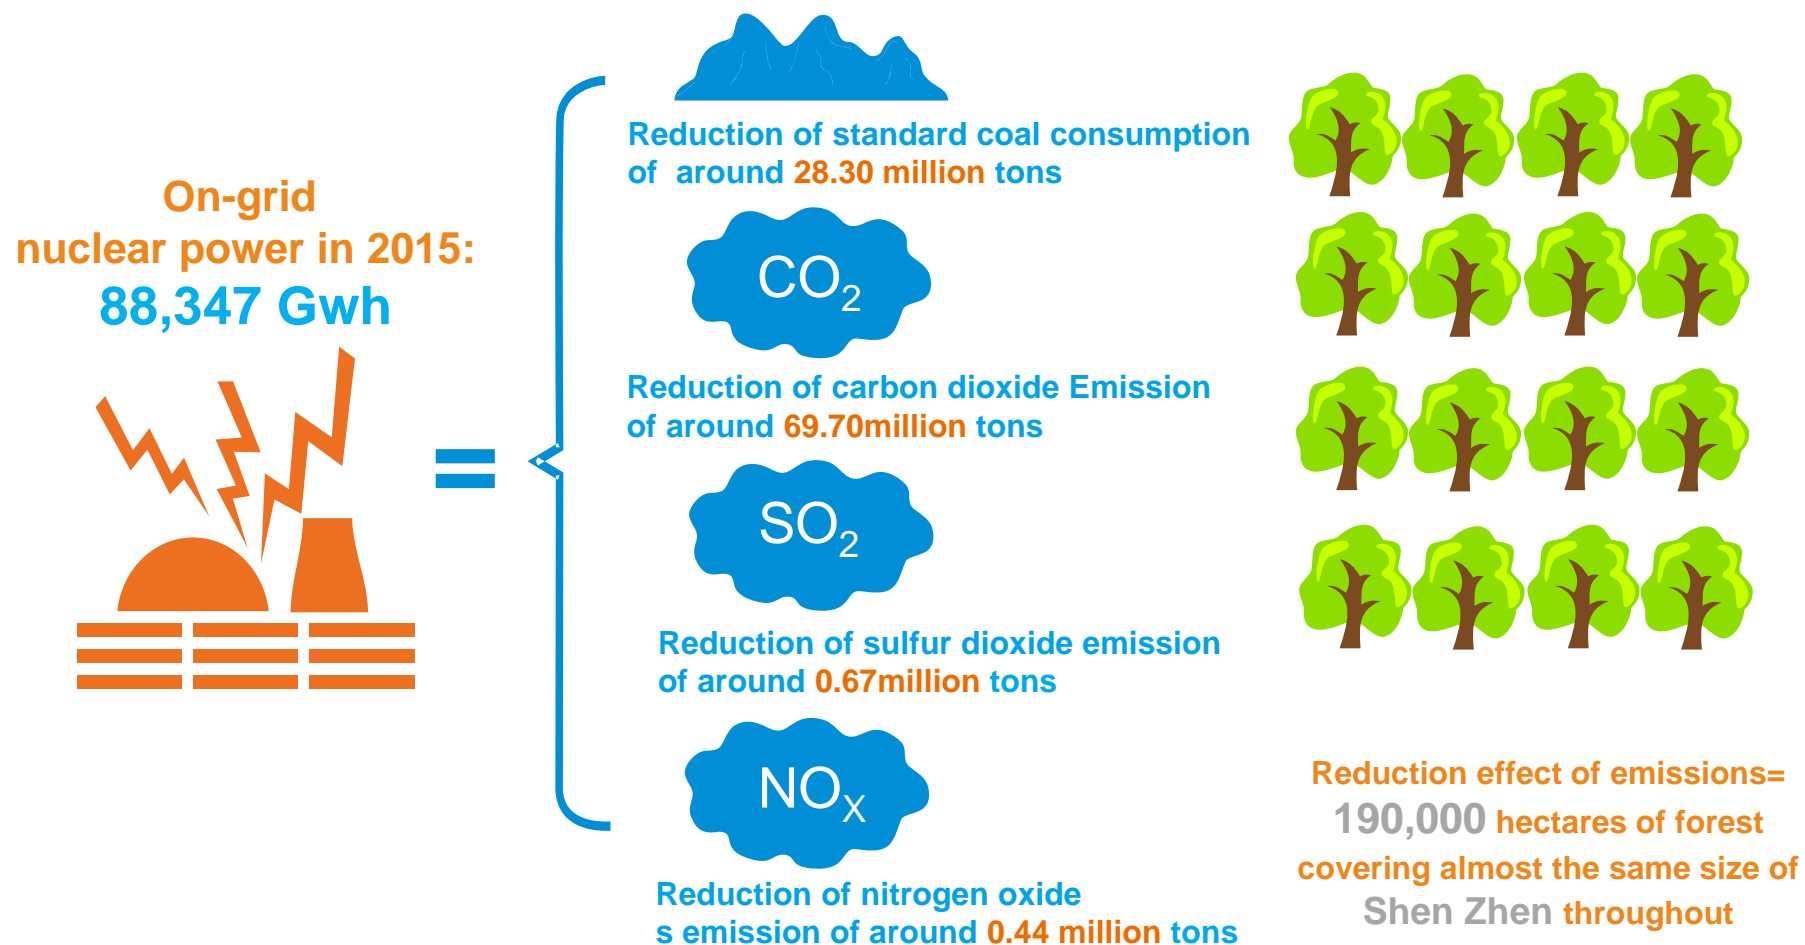 On-grid
nuclear power in 2015:
88,347 Gwh
=
Reduction of standard coal consumption
of around 28.30 million tons
CO2
Reduction of carbon dioxide Emission
of around 69.70million tons
SO2
Reduction of sulfur dioxide emission
of around 0.67million tons
NOX
Reduction of nitrogen oxide
s emission of around 0.44 million tons
Reduction effect of emissions=
190,000 hectares of forest
covering almost the same size of
Shen Zhen throughout